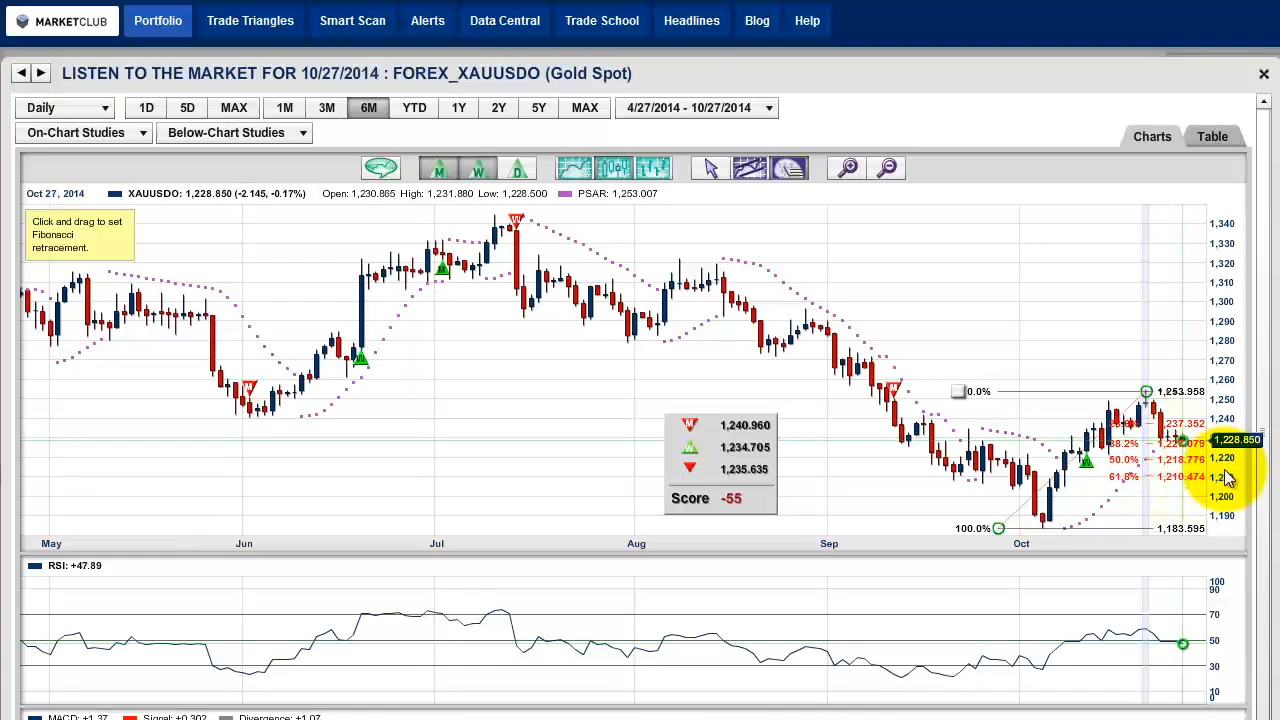 MARKETCLUB Portfolio Trade Triangles Smart Scan Alerts Data Central Trade School Headlines Blog Help
LISTEN TO THE MARKET FOR 10/27/2014 : FOREX_XAUUSDO (Gold Spot)
Daily 1D 5D MAX 1M 3M 6M YTD 1Y 2Y 5Y MAX 4/27/2014 - 10/27/2014
On-Chart Studies Below-Chart Studies Charts Table
M W D
Oct 27, 2014 XAUUSDO: 1,228.850 (-2.145, -0.17%) Open: 1,230.865 High: 1,231.880 Low: 1,228.500 PSAR: 1,253.007
Click and drag to set
Fibonacci
retracement.
1,340
1,330
1,320
1,310
1,300
1,290
1,280
1,270
1,260
0.0% 1,253.958
1,250
1,240
1,237.352
M 1,240.960
W 1,234.705
1,235.635
Score -55
1,228.850
38.2%
50.0% 1,218.776
1,220
61.8% 1,210.474
1,200
1,190
100.0% 1,183.595
May Jun Jul Aug Sep Oct
RSI: +47.89
100
90
70
50
30
10
0
MACD: +1.37 Signal: +0.302 Divergence: +1.07